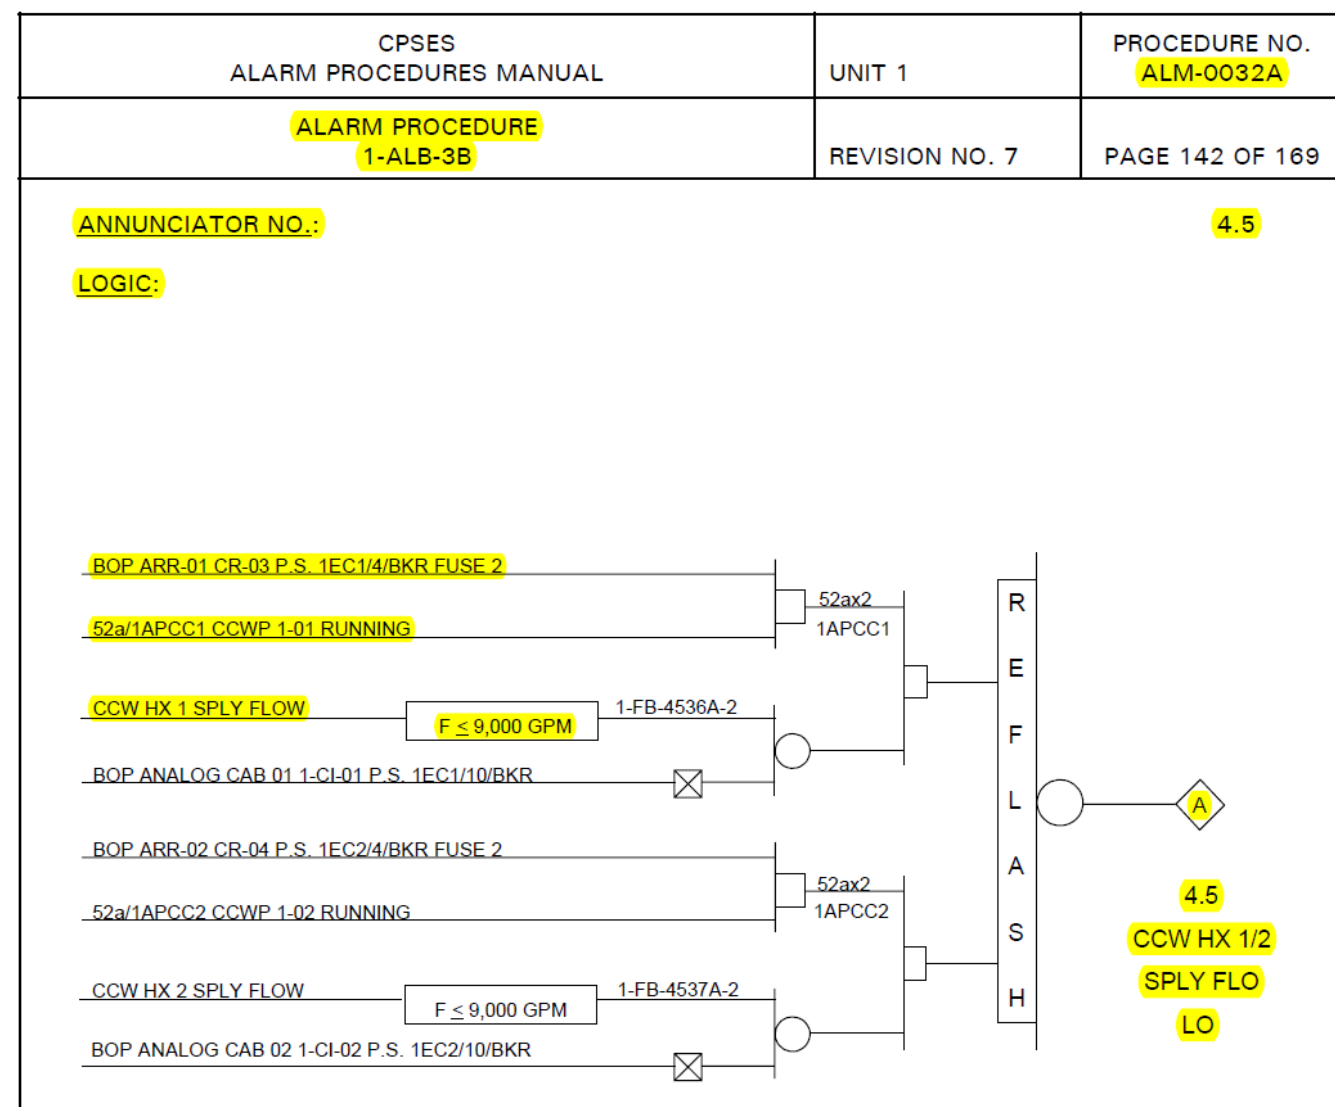 CPSES
ALARM PROCEDURES MANUAL
UNIT 1
PROCEDURE NO.
ALM-0032A
ALARM PROCEDURE
1-ALB-3B
REVISION NO. 7
PAGE 142 OF 169
ANNUNCIATOR NO.:
4.5
LOGIC:
BOP ARR-01 CR-03 P.S. 1EC1/4/BKR FUSE 2
52ax2
1APCC1
52a/1APCC1 CCWP 1-01 RUNNING
CCW HX 1 SPLY FLOW
F ≤ 9,000 GPM
1-FB-4536A-2
BOP ANALOG CAB 01 1-CI-01 P.S. 1EC1/10/BKR
BOP ARR-02 CR-04 P.S. 1EC2/4/BKR FUSE 2
52ax2
1APCC2
52a/1APCC2 CCWP 1-02 RUNNING
CCW HX 2 SPLY FLOW
F ≤ 9,000 GPM
1-FB-4537A-2
BOP ANALOG CAB 02 1-CI-02 P.S. 1EC2/10/BKR
R
E
F
L
A
S
H
A
4.5
CCW HX 1/2
SPLY FLO
LO